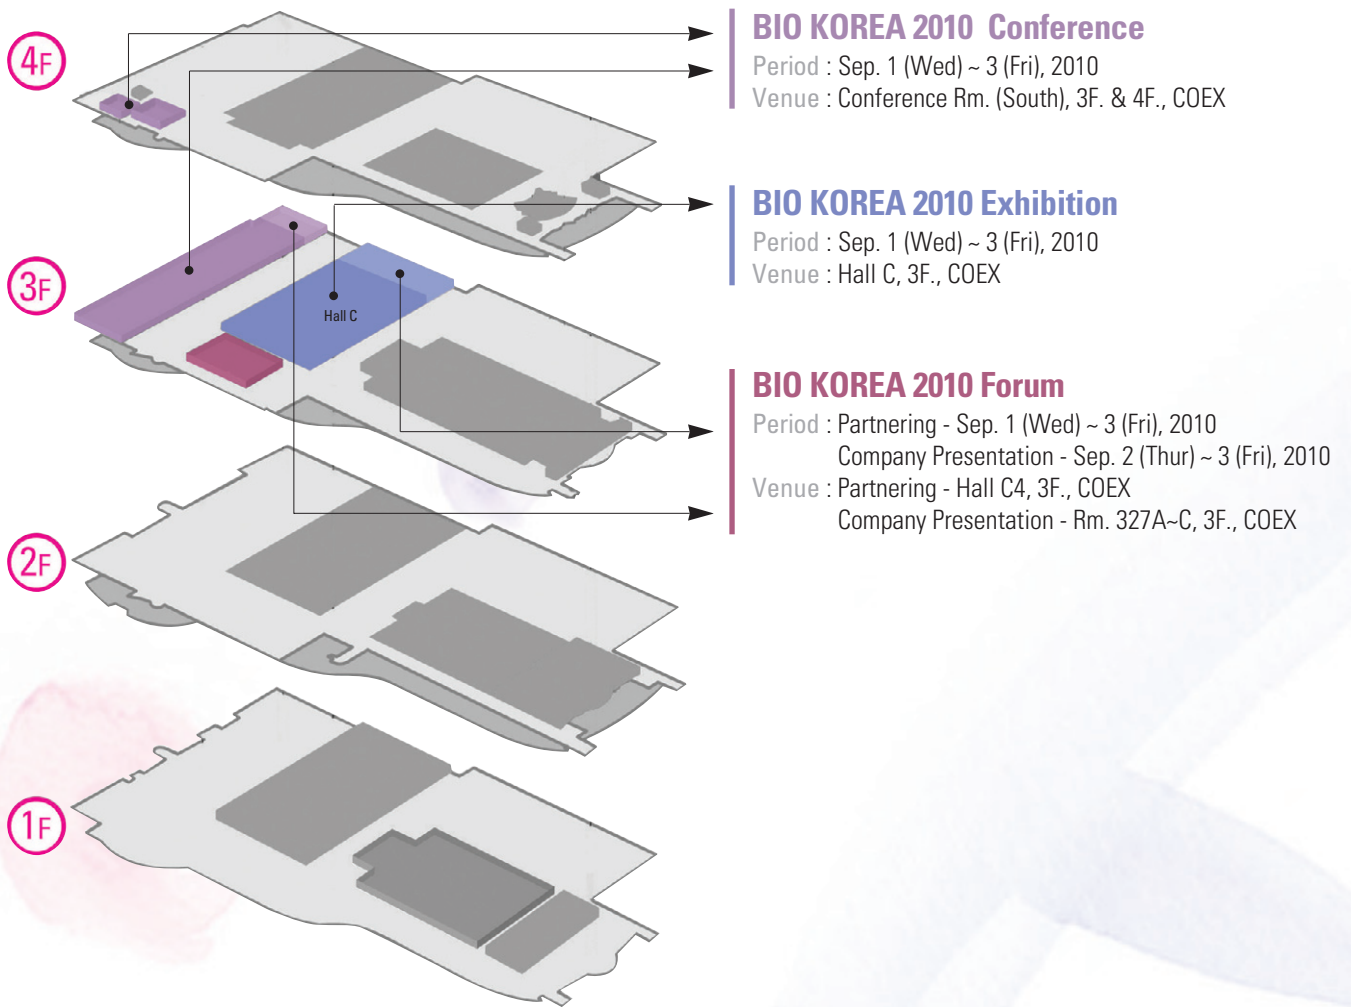 4F
BIO KOREA 2010 Conference
Period : Sep. 1 (Wed) ~ 3 (Fri), 2010
Venue : Conference Rm. (South), 3F. & 4F., COEX
BIO KOREA 2010 Exhibition
Period : Sep. 1 (Wed) ~ 3 (Fri), 2010
Venue : Hall C, 3F., COEX
3F
Hall C
BIO KOREA 2010 Forum
Period : Partnering - Sep. 1 (Wed) ~ 3 (Fri), 2010
Company Presentation - Sep. 2 (Thur) ~ 3 (Fri), 2010
Venue : Partnering - Hall C4, 3F., COEX
Company Presentation - Rm. 327A~C, 3F., COEX
2F
1F